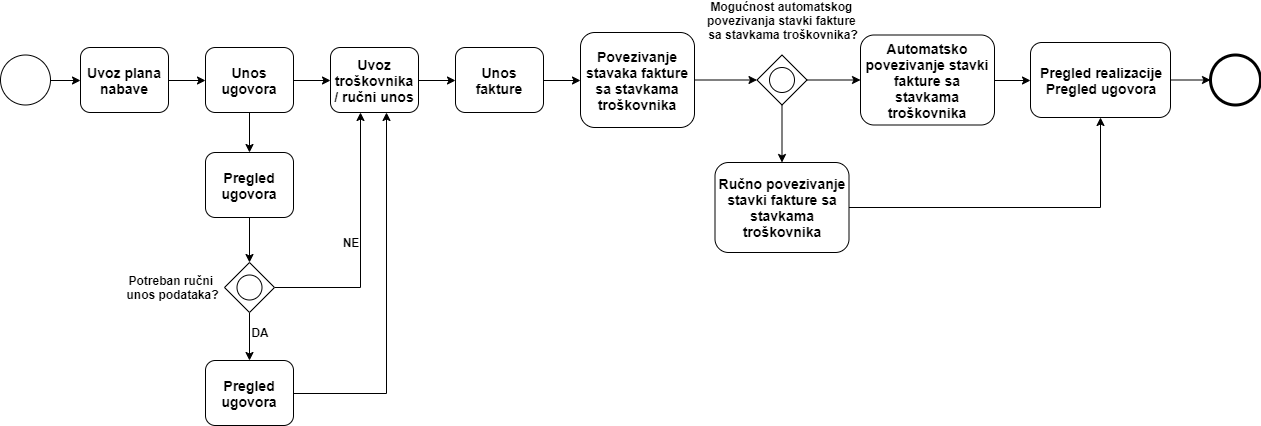 Uvoz plana
nabave
Unos
ugovora
Uvoz
troškovnika
/ ručni unos
Unos
fakture
Povezivanje
stavaka fakture
sa stavkama
troškovnika
Mogućnost automatskog
povezivanja stavki fakture
sa stavkama troškovnika?
Automatsko
povezivanje stavki
fakture sa
stavkama
troškovnika
Pregled realizacije
Pregled ugovora
Pregled
ugovora
Ručno povezivanje
stavki fakture sa
stavkama
troškovnika
NE
Potreban ručni
unos podataka?
DA
Pregled
ugovora